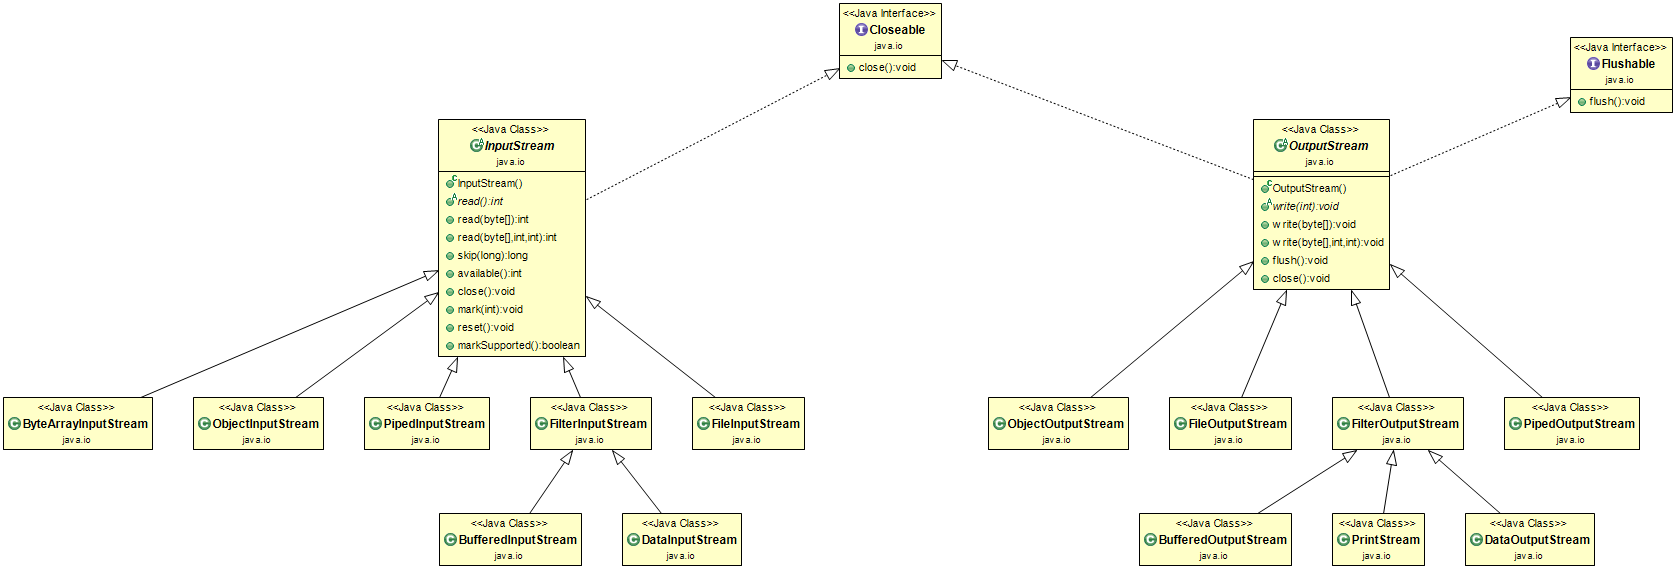 <<Java Interface>>
Closeable
java.io
close():void
<<Java Interface>>
Flushable
java.io
flush():void
<<Java Class>>
InputStream
java.io
InputStream()
read():int
read(byte[]):int
read(byte[],int,int):int
skip(long):long
available():int
close():void
mark(int):void
reset():void
markSupported():boolean
<<Java Class>>
OutputStream
java.io
OutputStream()
write(int):void
write(byte[]):void
write(byte[],int,int):void
flush():void
close():void
<<Java Class>>
ByteArrayInputStream
java.io
<<Java Class>>
ObjectInputStream
java.io
<<Java Class>>
PipedInputStream
java.io
<<Java Class>>
FilterInputStream
java.io
<<Java Class>>
FileInputStream
java.io
<<Java Class>>
ObjectOutputStream
java.io
<<Java Class>>
FileOutputStream
java.io
<<Java Class>>
FilterOutputStream
java.io
<<Java Class>>
PipedOutputStream
java.io
<<Java Class>>
BufferedInputStream
java.io
<<Java Class>>
DataInputStream
java.io
<<Java Class>>
BufferedOutputStream
java.io
<<Java Class>>
PrintStream
java.io
<<Java Class>>
DataOutputStream
java.io